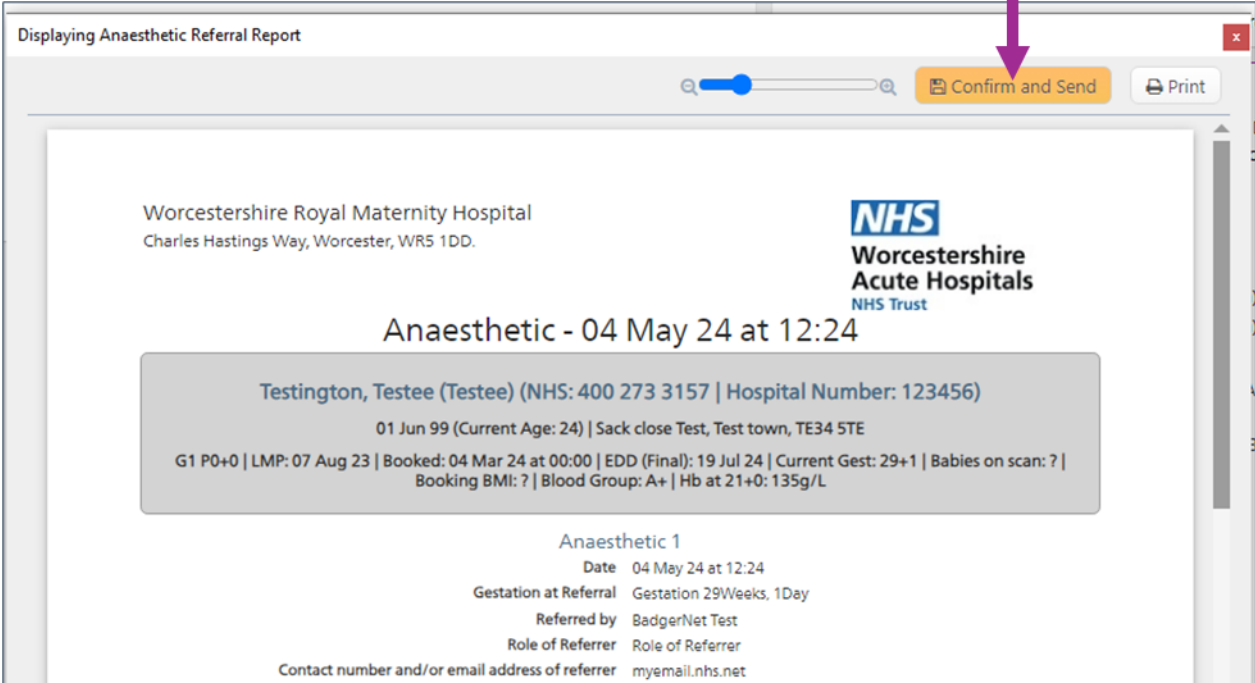 Displaying Anaesthetic Referral Report
x
Confirm and Send
Print
Worcestershire Royal Maternity Hospital
Charles Hastings Way, Worcester, WR5 1DD.
NHS
Worcestershire
Acute Hospitals
NHS Trust
Anaesthetic - 04 May 24 at 12:24
Testington, Testee (Testee) (NHS: 400 273 3157 | Hospital Number: 123456)
01 Jun 99 (Current Age: 24) | Sack close Test, Test town, TE34 5TE
G1 P0+0 | LMP: 07 Aug 23 | Booked: 04 Mar 24 at 00:00 | EDD (Final): 19 Jul 24 | Current Gest: 29+1 | Babies on scan: ? |
Booking BMI: ? | Blood Group: A+ | Hb at 21+0: 135g/L
Anaesthetic 1
Date 04 May 24 at 12:24
Gestation at Referral Gestation 29Weeks, 1Day
Referred by BadgerNet Test
Role of Referrer Role of Referrer
Contact number and/or email address of referrer myemail.nhs.net